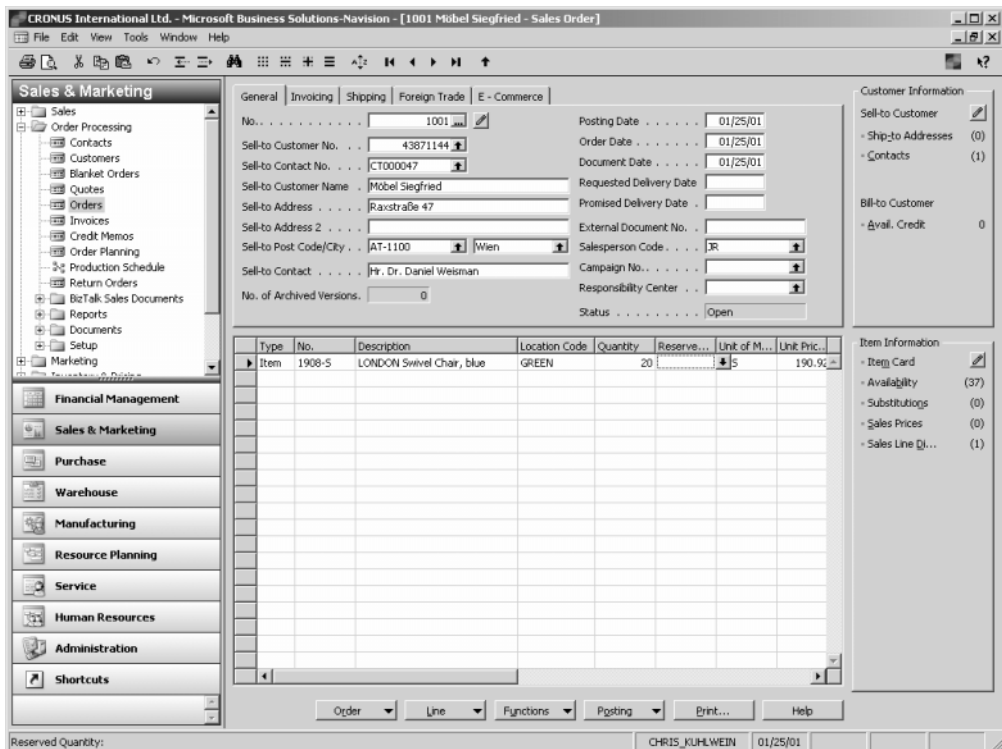 CRONUS International Ltd. - Microsoft Business Solutions-Navision - [1001 Möbel Siegfried - Sales Order]
File Edit View Tools Window Help
Sales & Marketing
Sales
Order Processing
Contacts
Customers
Blanket Orders
Quotes
Orders
Invoices
Credit Memos
Order Planning
Production Schedule
Return Orders
BizTalk Sales Documents
Reports
Documents
Setup
Marketing
Inventory & Pricing
Financial Management
Sales & Marketing
Purchase
Warehouse
Manufacturing
Resource Planning
Service
Human Resources
Administration
Shortcuts
General Invoicing Shipping Foreign Trade E - Commerce
No. . . . . . . . . . . . 1001 ...
Sell-to Customer No. . . . 43871144
Sell-to Contact No. . . . CT000047
Sell-to Customer Name . Möbel Siegfried
Sell-to Address . . . . . Raxstraße 47
Sell-to Address 2 . . . .
Sell-to Post Code/City . . AT-1100 Wien
Sell-to Contact . . . . . Hr. Dr. Daniel Weisman
No. of Archived Versions. 0
Posting Date . . . . . . 01/25/01
Order Date . . . . . . . 01/25/01
Document Date . . . . . 01/25/01
Requested Delivery Date
Promised Delivery Date .
External Document No. .
Salesperson Code . . . . JR
Campaign No. . . . . . .
Responsibility Center . .
Status . . . . . . . . . Open
Type No. Description Location Code Quantity Reserve... Unit of M... Unit Pric...
Item 1908-S LONDON Swivel Chair, blue GREEN 20 S 190.92
Customer Information
Sell-to Customer
Ship-to Addresses (0)
Contacts (1)
Bill-to Customer
Avail. Credit 0
Item Information
Item Card
Availability (37)
Substitutions (0)
Sales Prices (0)
Sales Line Di... (1)
Order Line Functions Posting Print... Help
Reserved Quantity: CHRIS_KUHLWEIN 01/25/01